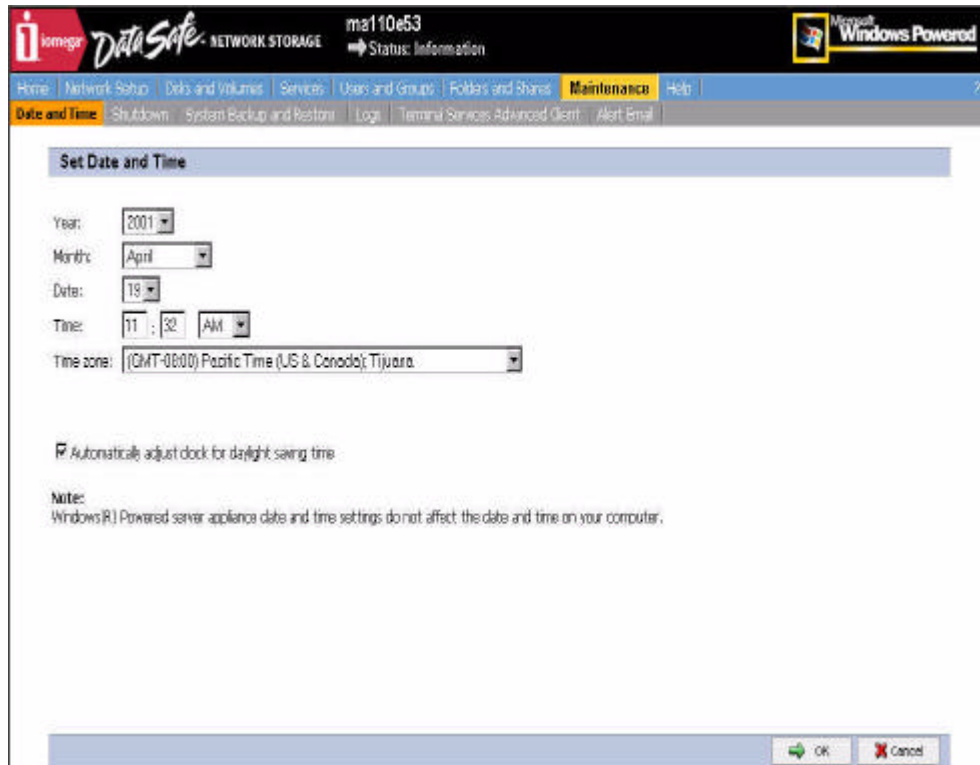 iomega DataSafe NETWORK STORAGE
ma110e53
Status: Information
Microsoft
Windows Powered
Home Network Setup Disks and Volumes Services Users and Groups Folders and Shares Maintenance Help
Date and Time Shutdown System Backup and Restore Logs Terminal Services Advanced Client Alert Email
Set Date and Time
Year: 2001
Month: April
Date: 19
Time: 11 : 32 AM
Time zone: (GMT-08:00) Pacific Time (US & Canada); Tijuana
Automatically adjust clock for daylight saving time
Note:
Windows(R) Powered server appliance date and time settings do not affect the date and time on your computer.
OK Cancel